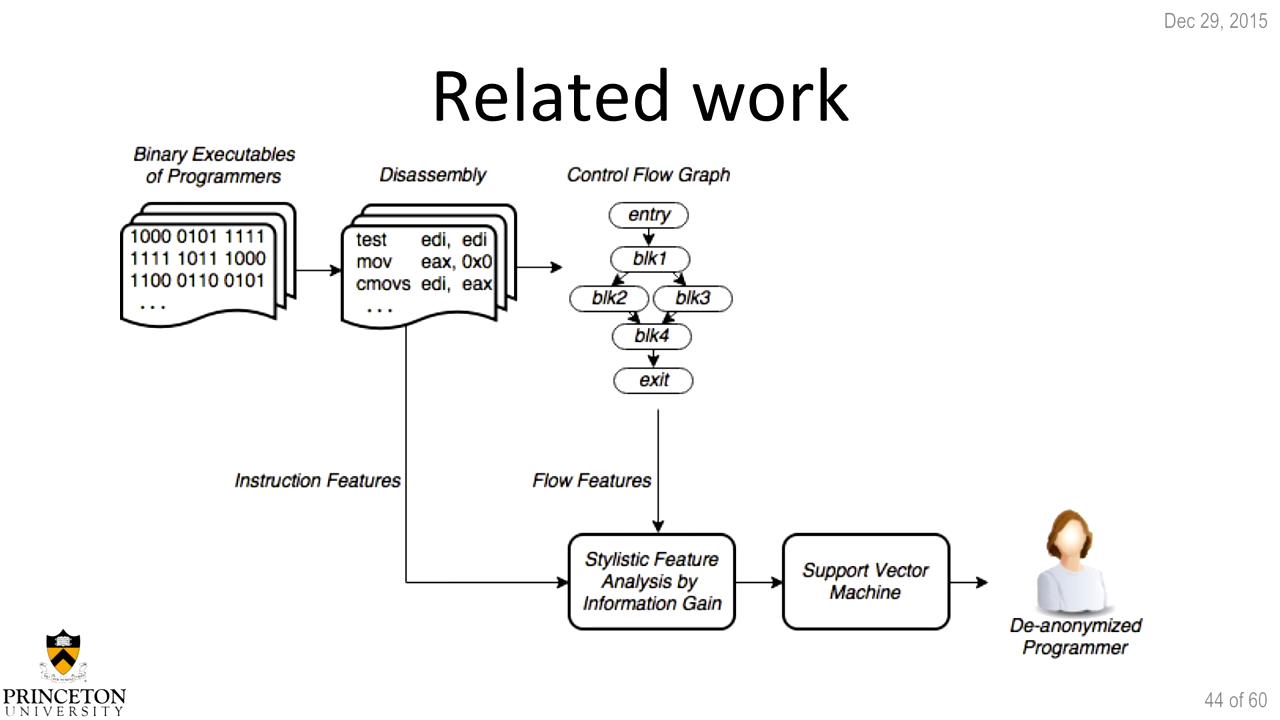 Dec 29, 2015
Related work
Binary Executables
of Programmers
Disassembly
Control Flow Graph
1000 0101 1111
1111 1011 1000
1100 0110 0101
...
test edi, edi
mov eax, 0x0
cmovs edi, eax
...
entry
blk1
blk2 blk3
blk4
exit
Instruction Features
Flow Features
Stylistic Feature
Analysis by
Information Gain
Support Vector
Machine
De-anonymized
Programmer
PRINCETON
UNIVERSITY
44 of 60